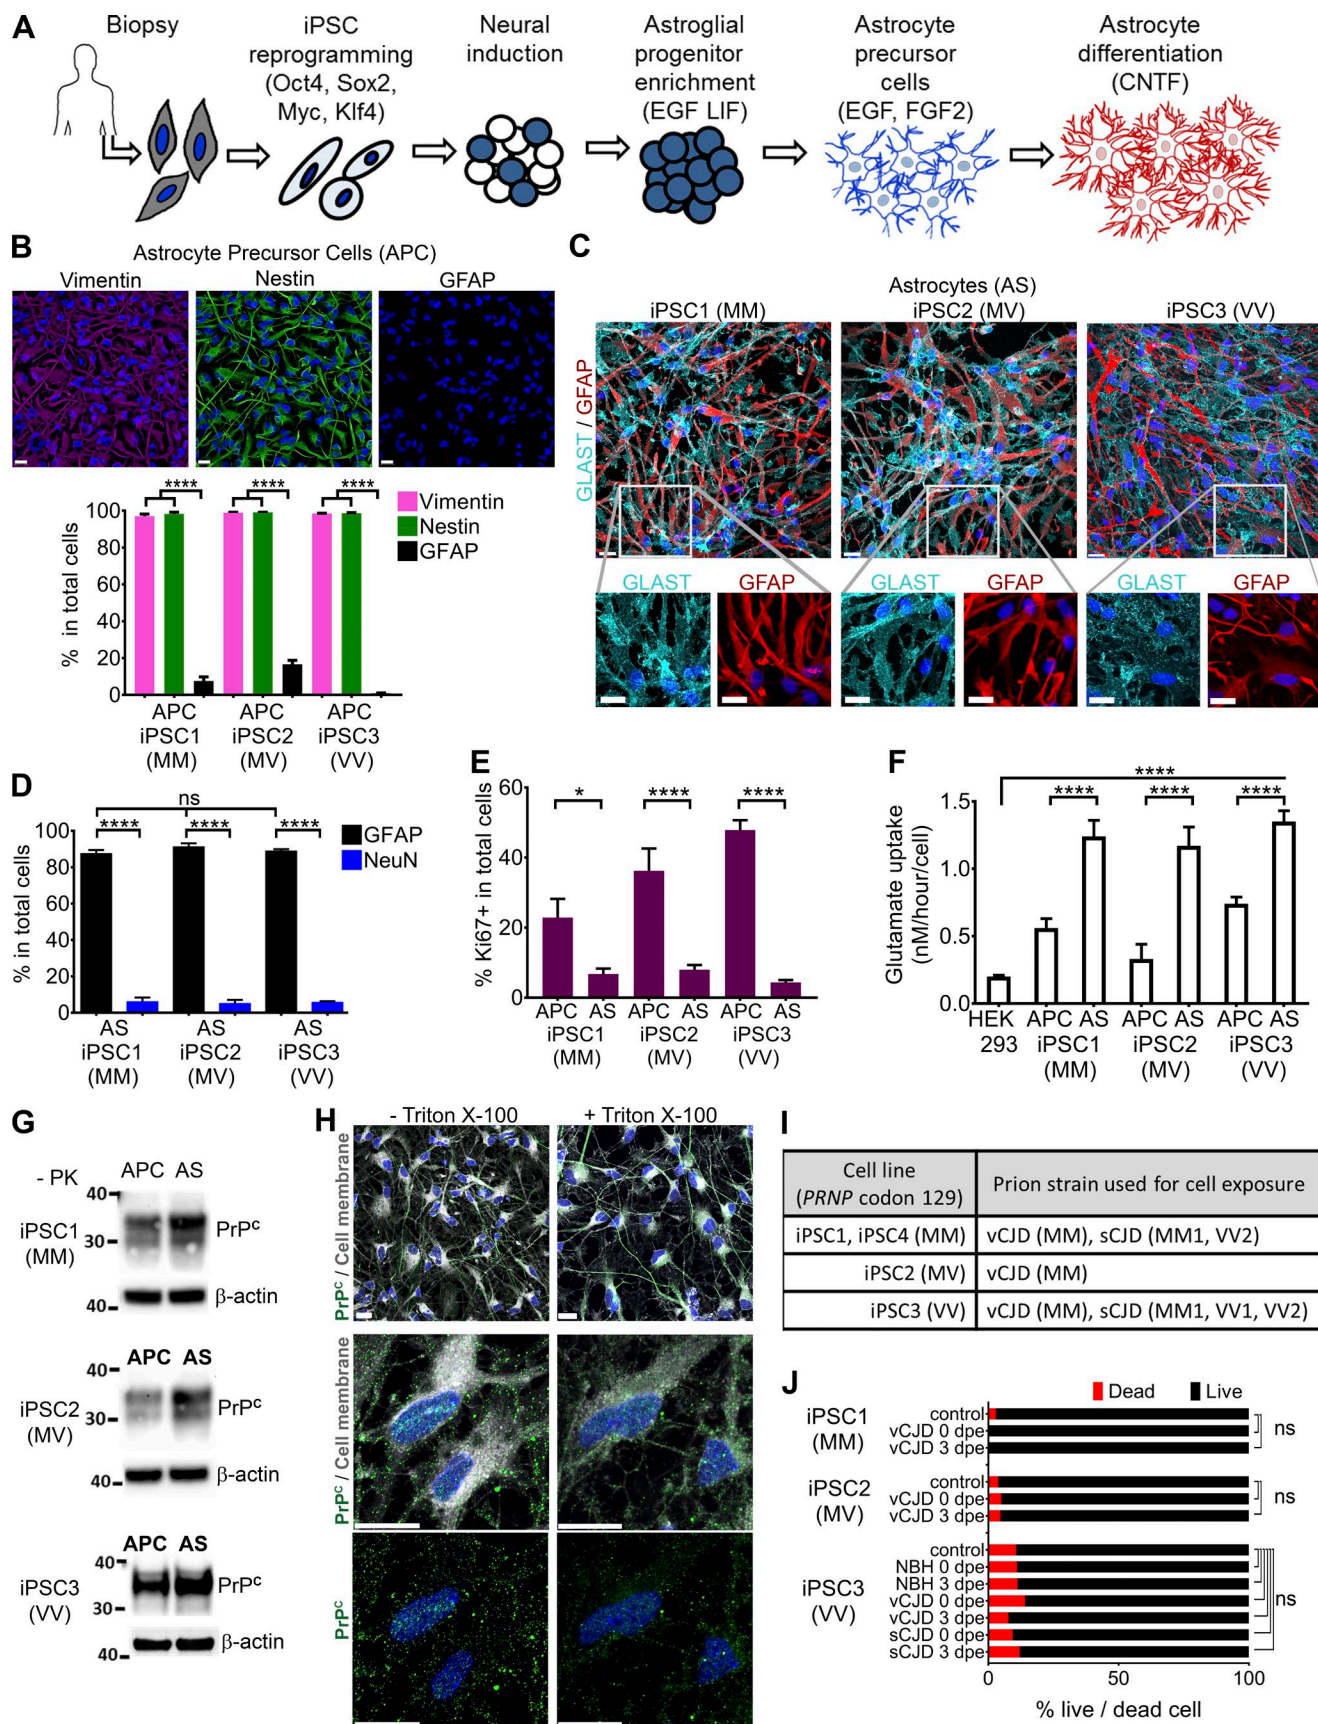 A
Biopsy
iPSC
reprogramming
(Oct4, Sox2,
Myc, Klf4)
Neural
induction
Astroglial
progenitor
enrichment
(EGF LIF)
Astrocyte
precursor
cells
(EGF, FGF2)
Astrocyte
differentiation
(CNTF)
B
Astrocyte Precursor Cells (APC)
Vimentin
Nestin
GFAP
**** **** ****
Vimentin
Nestin
GFAP
% in total cells
100
80
60
40
20
0
APC APC APC
iPSC1 iPSC2 iPSC3
(MM) (MV) (VV)
C
Astrocytes (AS)
iPSC1 (MM) iPSC2 (MV) iPSC3 (VV)
GLAST / GFAP
GLAST GFAP GLAST GFAP GLAST GFAP
D
ns
**** **** ****
GFAP
NeuN
% in total cells
100
80
60
40
20
0
AS AS AS
iPSC1 iPSC2 iPSC3
(MM) (MV) (VV)
E
% Ki67+ in total cells
60
40
20
0
* **** ****
APC AS APC AS APC AS
iPSC1 iPSC2 iPSC3
(MM) (MV) (VV)
F
****
**** **** ****
Glutamate uptake
(nM/hour/cell)
1.5
1.0
0.5
0.0
HEK APC AS APC AS APC AS
293 iPSC1 iPSC2 iPSC3
(MM) (MV) (VV)
G
- PK
APC AS
40
30
iPSC1
(MM)
PrPᶜ
40
β-actin
APC AS
40
30
iPSC2
(MV)
PrPᶜ
40
β-actin
APC AS
40
30
iPSC3
(VV)
PrPᶜ
40
β-actin
H
- Triton X-100 + Triton X-100
PrPᶜ / Cell membrane
PrPᶜ / Cell membrane
PrPᶜ
I
Cell line
(PRNP codon 129)
Prion strain used for cell exposure
iPSC1, iPSC4 (MM) vCJD (MM), sCJD (MM1, VV2)
iPSC2 (MV) vCJD (MM)
iPSC3 (VV) vCJD (MM), sCJD (MM1, VV1, VV2)
J
Dead Live
iPSC1
(MM)
control
vCJD 0 dpe
vCJD 3 dpe
ns
iPSC2
(MV)
control
vCJD 0 dpe
vCJD 3 dpe
ns
iPSC3
(VV)
control
NBH 0 dpe
NBH 3 dpe
vCJD 0 dpe
vCJD 3 dpe
sCJD 0 dpe
sCJD 3 dpe
ns
0 50 100
% live / dead cell